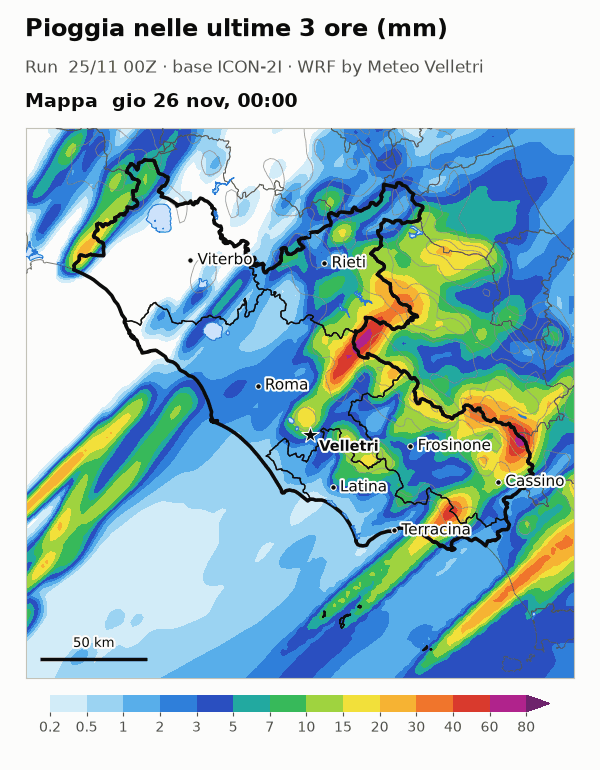 Pioggia nelle ultime 3 ore (mm)
Run  25/11 00Z · base ICON-2I · WRF by Meteo Velletri
Mappa  gio 26 nov, 00:00
Viterbo
Rieti
Roma
Velletri
Frosinone
Latina
Cassino
Terracina
50 km
0.2 0.5 1 2 3 5 7 10 15 20 30 40 60 80